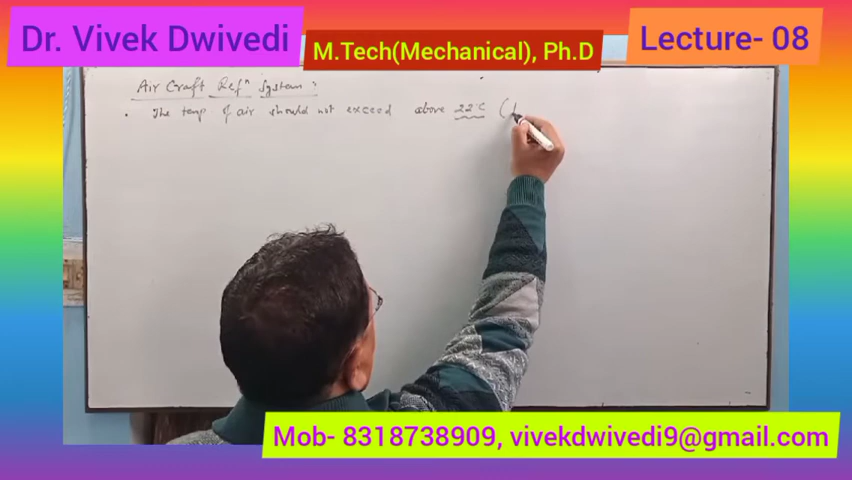 Dr. Vivek Dwivedi
M.Tech(Mechanical), Ph.D
Lecture- 08
Air Craft Refⁿ System :
• The temp of air should not exceed above 22°C (
Mob- 8318738909, vivekdwivedi9@gmail.com